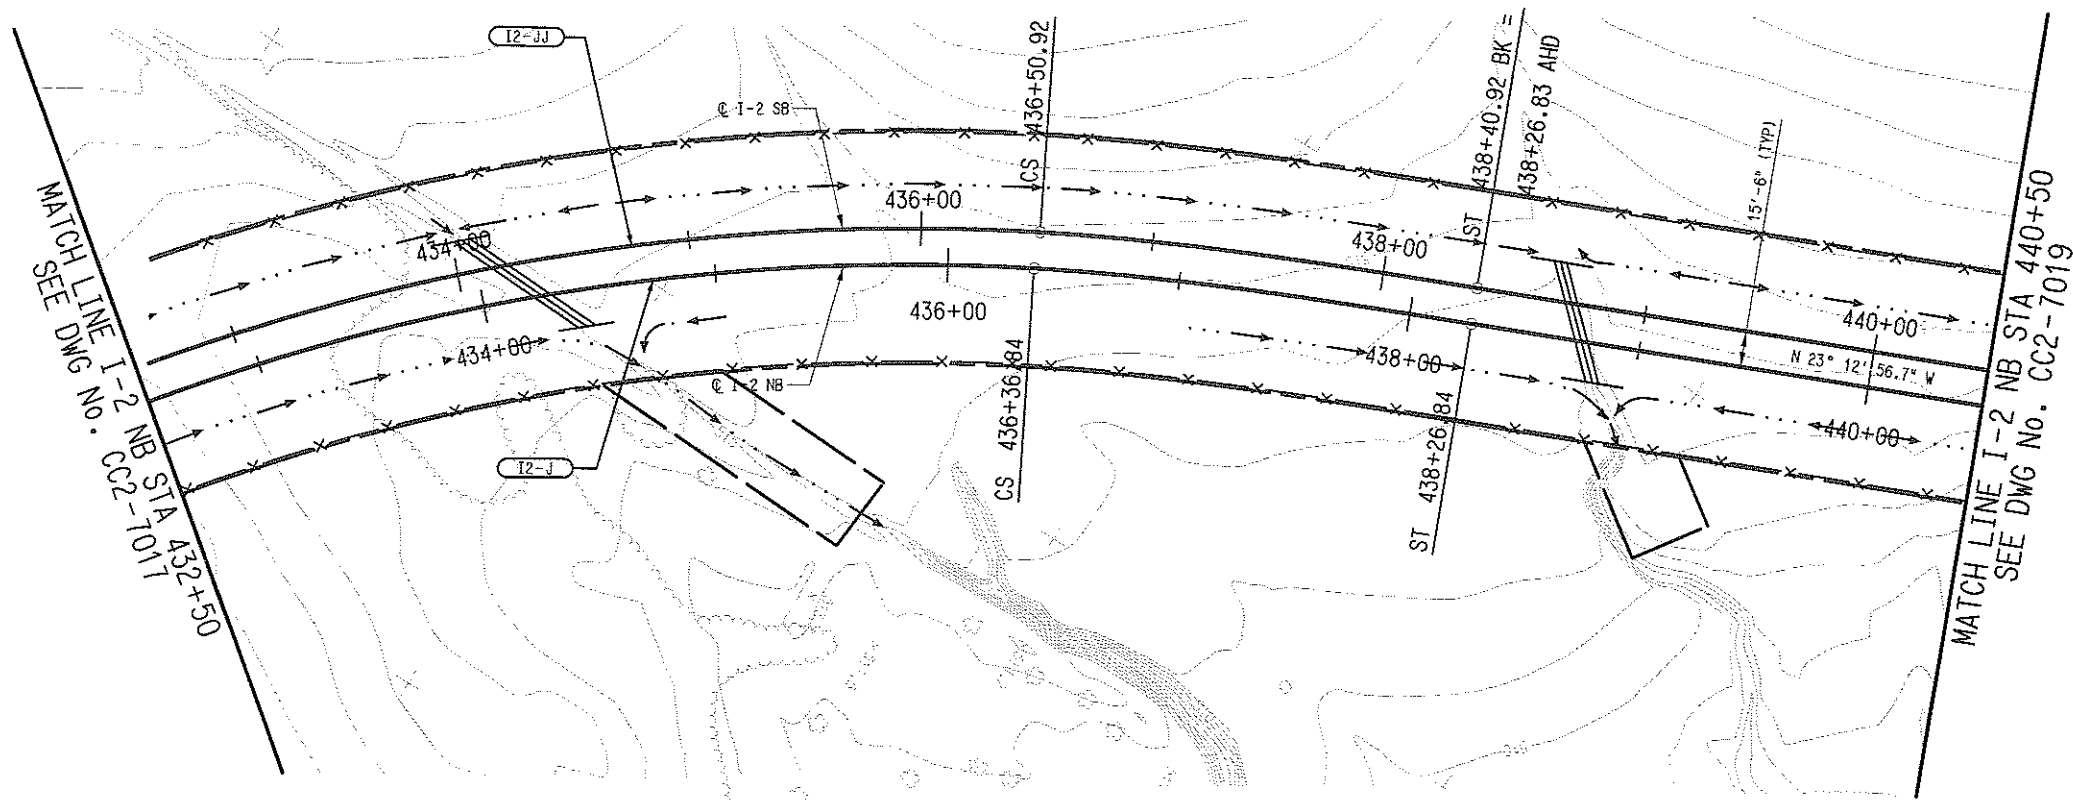 I2-JJ
℄ I-2 SB
CS 436+50.92
438+40.92 BK =
438+26.83 AHD
ST
15'-6" (TYP)
434+00
436+00
438+00
440+00
MATCH LINE I-2 NB STA 432+50
SEE DWG No. CC2-7017
434+00
436+00
438+00
440+00
N 23° 12' 56.7" W
℄ I-2 NB
I2-J
CS 436+36.84
ST 438+26.84
MATCH LINE I-2 NB STA 440+50
SEE DWG No. CC2-7019